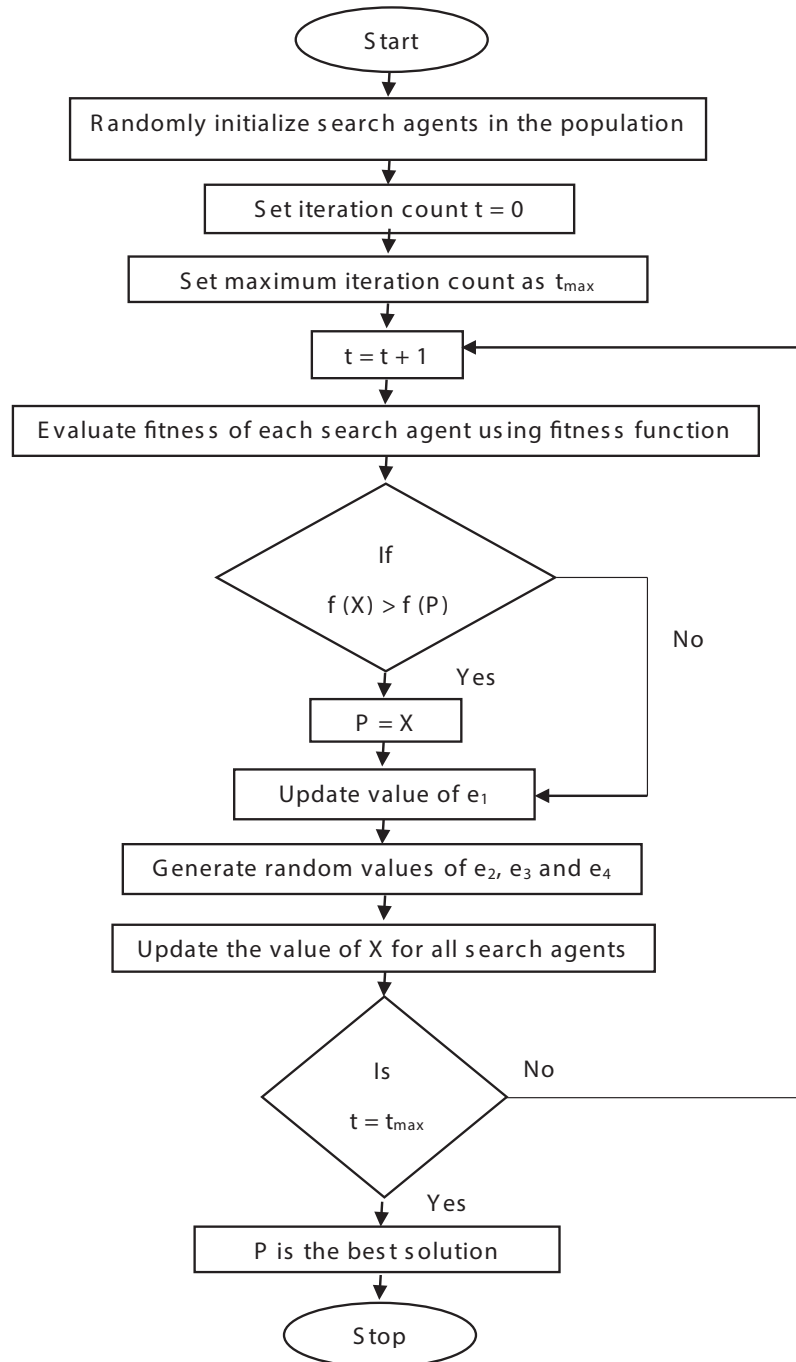 Start
Randomly initialize search agents in the population
Set iteration count t = 0
Set maximum iteration count as tₘₐₓ
t = t + 1
Evaluate fitness of each search agent using fitness function
If
f (X) > f (P)
No
Yes
P = X
Update value of e₁
Generate random values of e₂, e₃ and e₄
Update the value of X for all search agents
Is
No
t = tₘₐₓ
Yes
P is the best solution
Stop